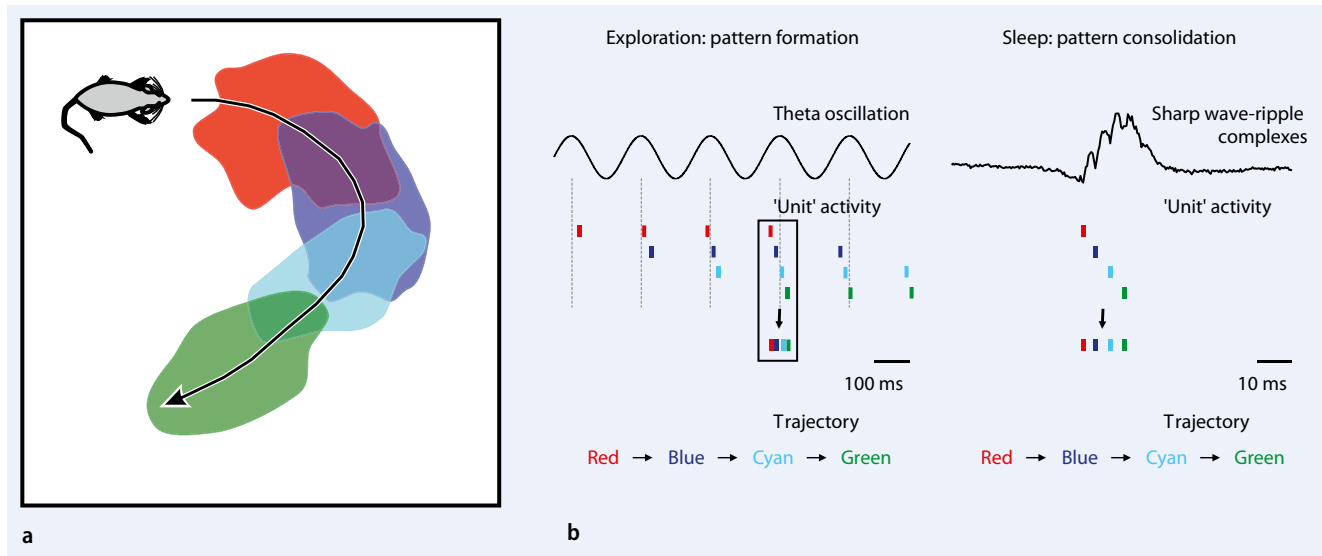 a
Exploration: pattern formation
Theta oscillation
'Unit' activity
100 ms
Trajectory
Red → Blue → Cyan → Green
Sleep: pattern consolidation
Sharp wave-ripple
complexes
'Unit' activity
10 ms
Trajectory
Red → Blue → Cyan → Green
b